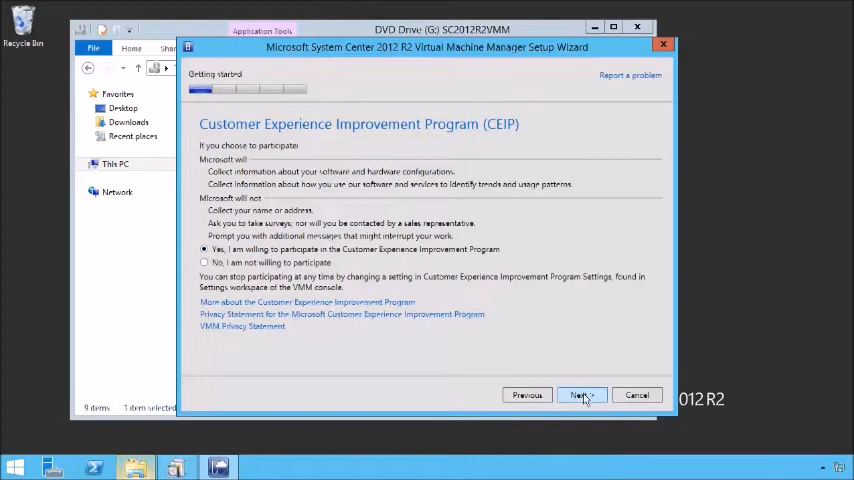 Recycle Bin
Application Tools
DVD Drive (G:) SC2012R2VMM
File
Home
Favorites
Desktop
Downloads
Recent places
This PC
Network
9 items
1 item selected
Microsoft System Center 2012 R2 Virtual Machine Manager Setup Wizard
Getting started
Report a problem
Customer Experience Improvement Program (CEIP)
If you choose to participate:
Microsoft will
Collect information about your software and hardware configurations.
Collect information about how you use our software and services to identify trends and usage patterns.
Microsoft will not
Collect your name or address.
Ask you to take surveys; nor will you be contacted by a sales representative.
Prompt you with additional messages that might interrupt your work.
Yes, I am willing to participate in the Customer Experience Improvement Program
No, I am not willing to participate
You can stop participating at any time by changing a setting in Customer Experience Improvement Program Settings, found in
Settings workspace of the VMM console.
More about the Customer Experience Improvement Program
Privacy Statement for the Microsoft Customer Experience Improvement Program
VMM Privacy Statement
Previous
Next >
Cancel
012 R2